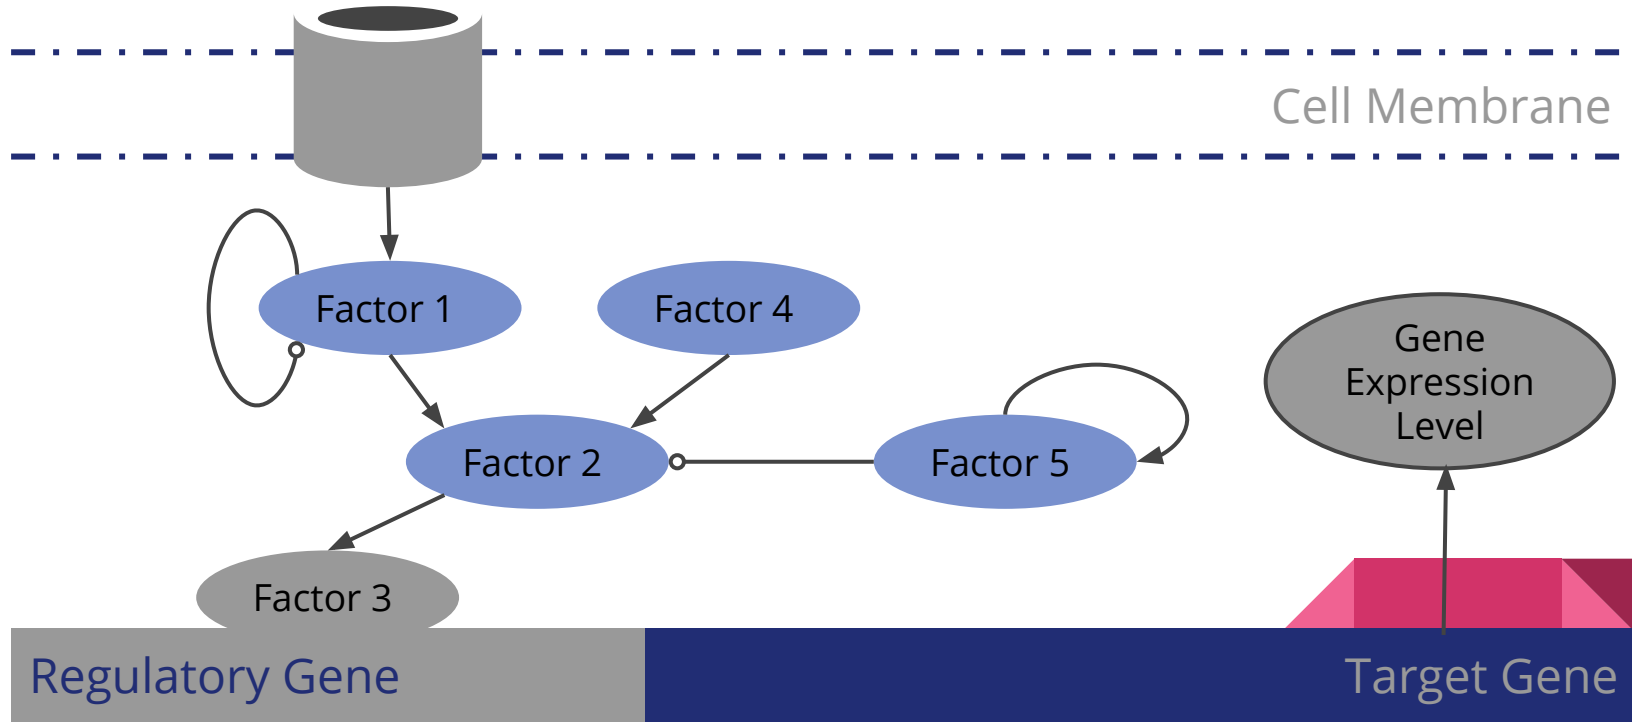 Cell Membrane
Factor 1
Factor 4
Gene
Expression
Level
Factor 2
Factor 5
Factor 3
Regulatory Gene
Target Gene